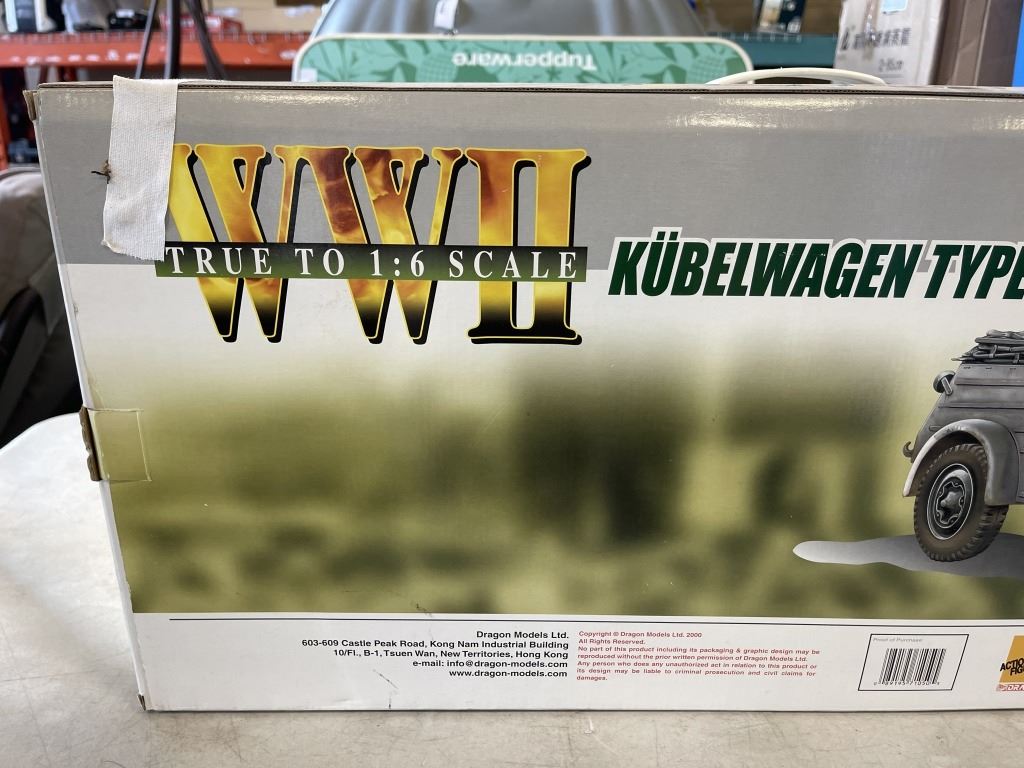 Tupperware
WWII
TRUE TO 1:6 SCALE
KÜBELWAGEN TYPE
Dragon Models Ltd.
603-609 Castle Peak Road, Kong Nam Industrial Building
10/Fl., B-1, Tsuen Wan, New Territories, Hong Kong
e-mail: info@dragon-models.com
www.dragon-models.com
Copyright © Dragon Models Ltd. 2000
All Rights Reserved.
No part of this product including its packaging & graphic design may be
reproduced without the prior written permission of Dragon Models Ltd.
Any person who does any unauthorized act in relation to this product or
its design may be liable to criminal prosecution and civil claims for
damages.
Proof of Purchase